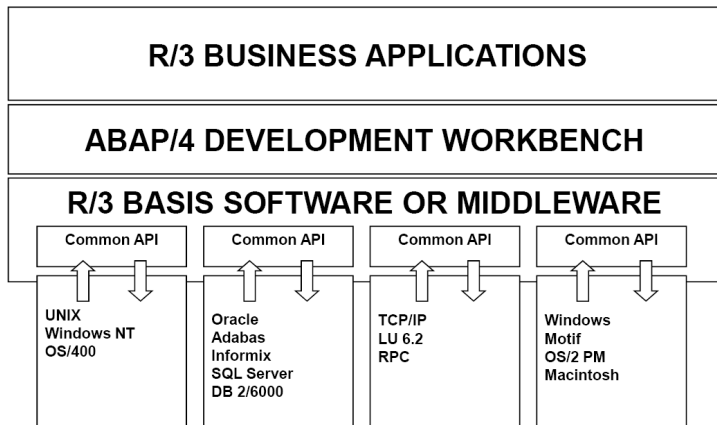 R/3 BUSINESS APPLICATIONS
ABAP/4 DEVELOPMENT WORKBENCH
R/3 BASIS SOFTWARE OR MIDDLEWARE
Common API
Common API
Common API
Common API
UNIX
Windows NT
OS/400
Oracle
Adabas
Informix
SQL Server
DB 2/6000
TCP/IP
LU 6.2
RPC
Windows
Motif
OS/2 PM
Macintosh